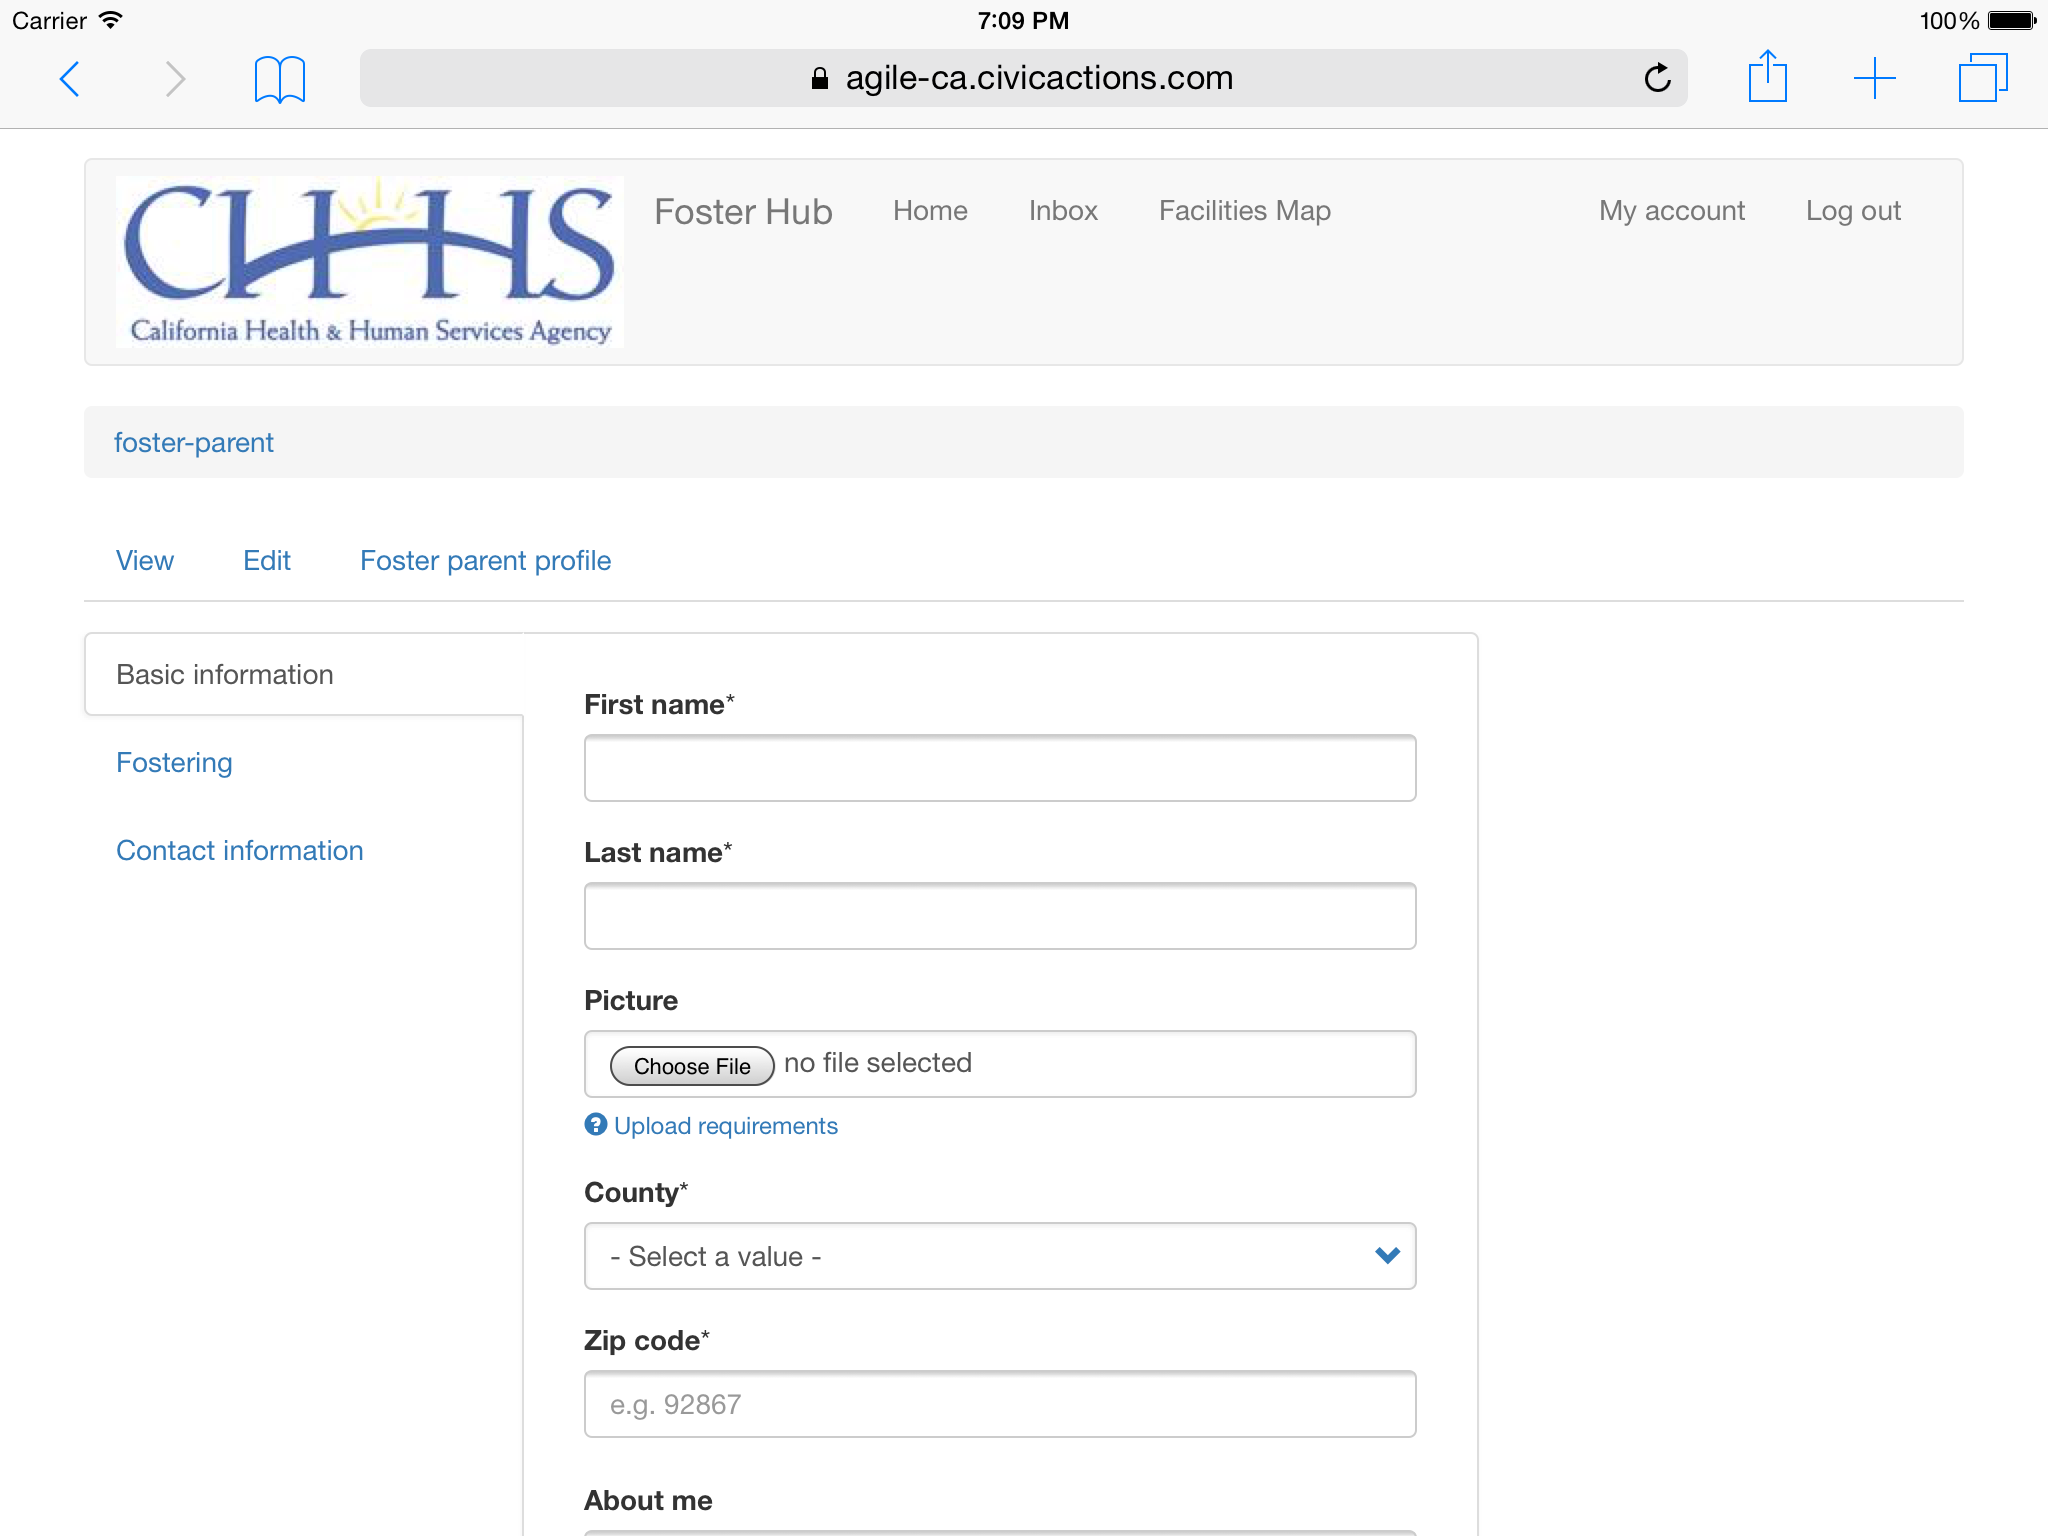 Carrier 7:09 PM 100%
agile-ca.civicactions.com
CHHS
California Health & Human Services Agency
Foster Hub Home Inbox Facilities Map My account Log out
foster-parent
View Edit Foster parent profile
Basic information
Fostering
Contact information
First name*
Last name*
Picture
Choose File no file selected
? Upload requirements
County*
- Select a value -
Zip code*
e.g. 92867
About me